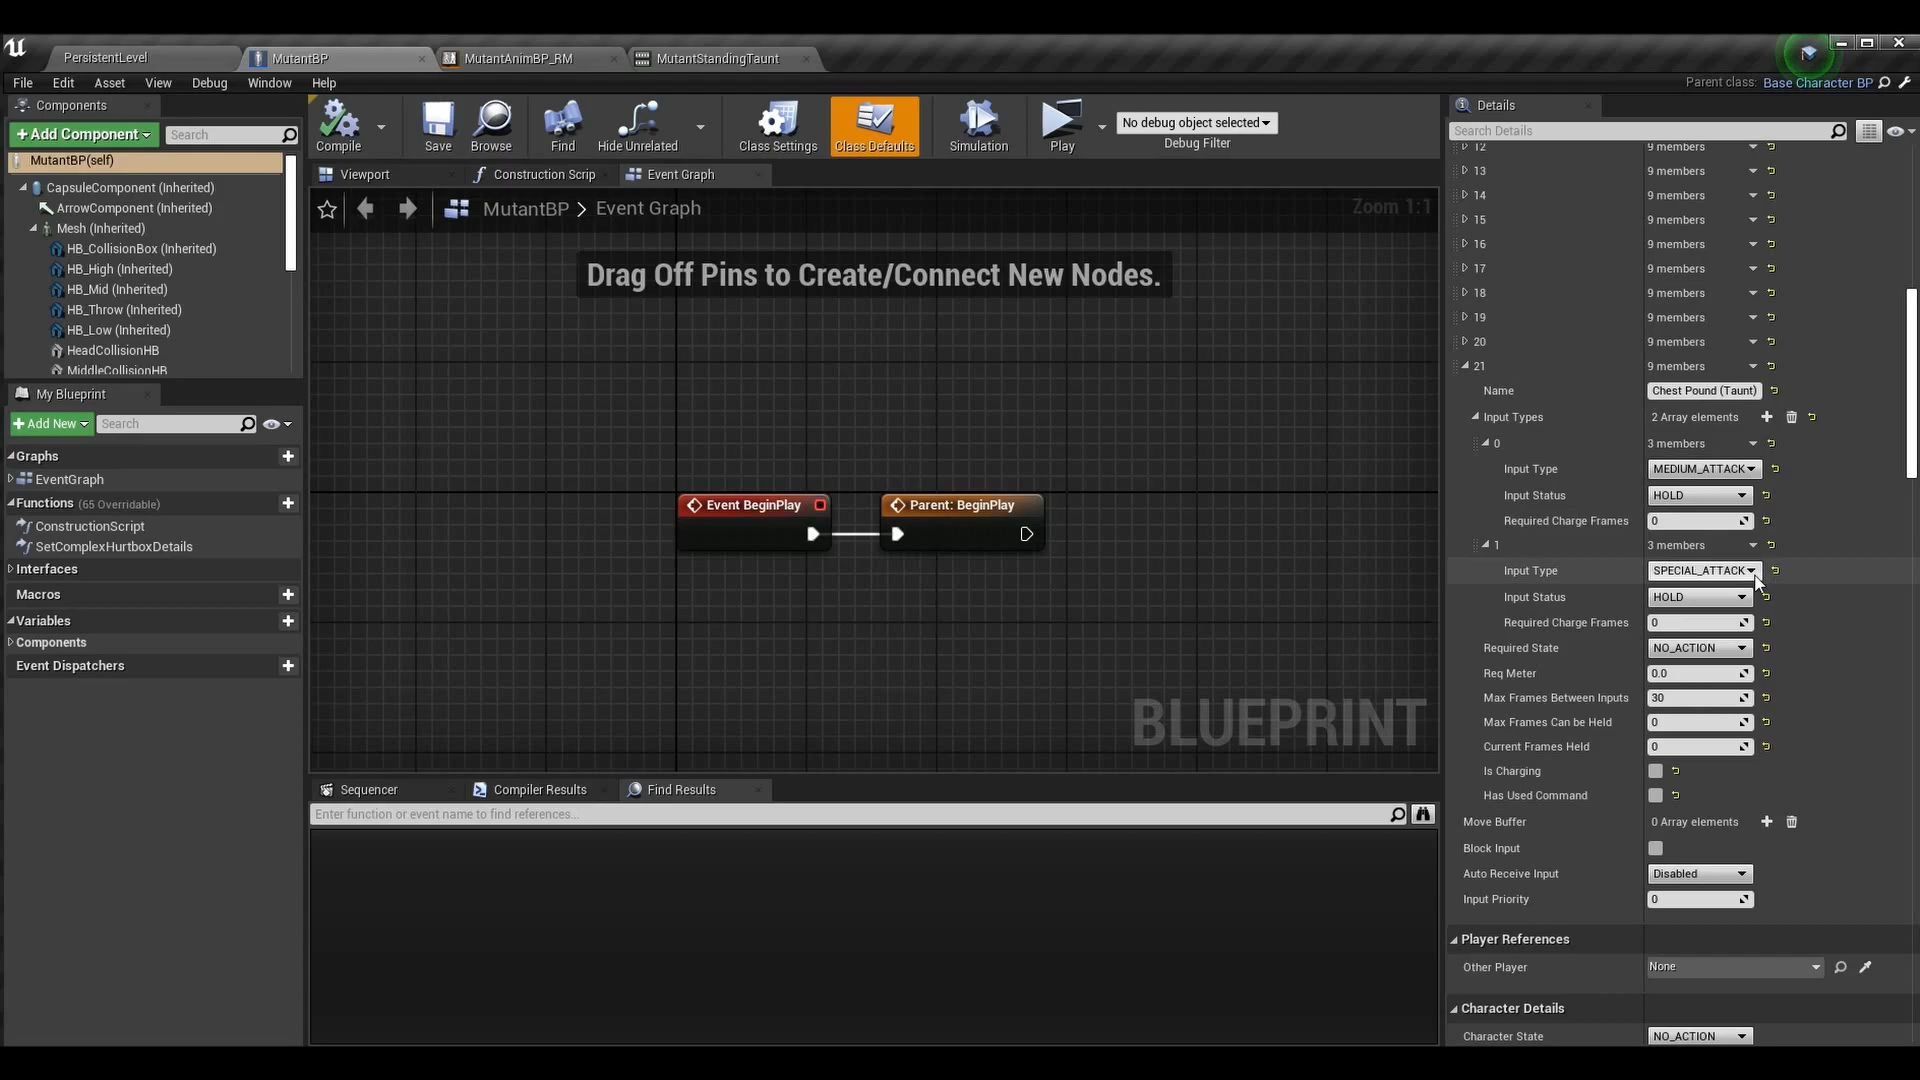 PersistentLevel
MutantBP
MutantAnimBP_RM
MutantStandingTaunt
File Edit Asset View Debug Window Help
Parent class: Base Character BP
Components
+Add Component
Search
MutantBP(self)
CapsuleComponent (Inherited)
ArrowComponent (Inherited)
Mesh (Inherited)
HB_CollisionBox (Inherited)
HB_High (Inherited)
HB_Mid (Inherited)
HB_Throw (Inherited)
HB_Low (Inherited)
HeadCollisionHB
MiddleCollisionHB
My Blueprint
+Add New
Search
Graphs
EventGraph
Functions (65 Overridable)
ConstructionScript
SetComplexHurtboxDetails
Interfaces
Macros
Variables
Components
Event Dispatchers
Compile
Save
Browse
Find
Hide Unrelated
Class Settings
Class Defaults
Simulation
Play
No debug object selected
Debug Filter
Viewport
Construction Scrip
Event Graph
MutantBP > Event Graph
Zoom 1:1
Drag Off Pins to Create/Connect New Nodes.
Event BeginPlay
Parent: BeginPlay
BLUEPRINT
Sequencer
Compiler Results
Find Results
Enter function or event name to find references...
Details
Search Details
12 9 members
13 9 members
14 9 members
15 9 members
16 9 members
17 9 members
18 9 members
19 9 members
20 9 members
21 9 members
Name Chest Pound (Taunt)
Input Types 2 Array elements
0 3 members
Input Type MEDIUM_ATTACK
Input Status HOLD
Required Charge Frames 0
1 3 members
Input Type SPECIAL_ATTACK
Input Status HOLD
Required Charge Frames 0
Required State NO_ACTION
Req Meter 0.0
Max Frames Between Inputs 30
Max Frames Can be Held 0
Current Frames Held 0
Is Charging
Has Used Command
Move Buffer 0 Array elements
Block Input
Auto Receive Input Disabled
Input Priority 0
Player References
Other Player None
Character Details
Character State NO_ACTION